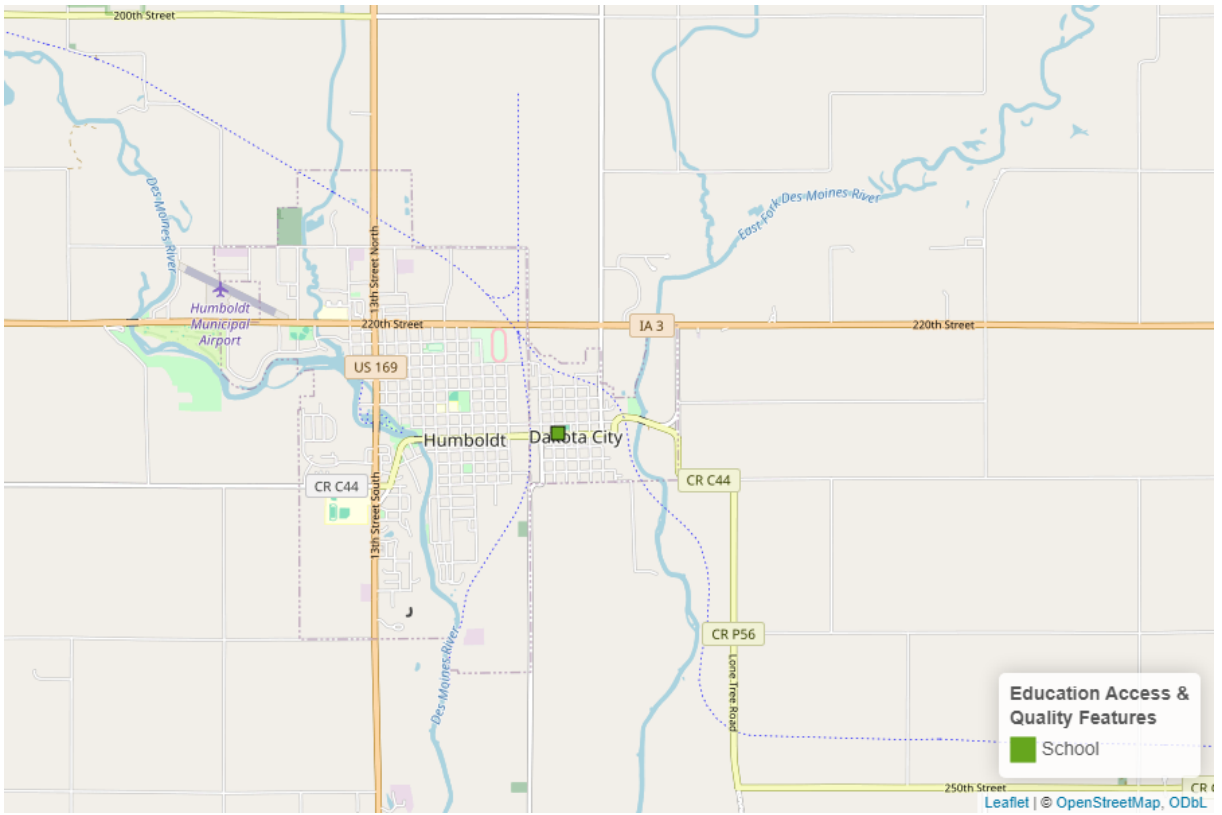 200th Street
Des Moines River
13th Street North
East Fork Des Moines River
Humboldt
Municipal
Airport
220th Street
IA 3
220th Street
US 169
Humboldt
Dakota City
CR C44
CR C44
13th Street South
CR P56
Des Moines River
Lone Tree Road
Education Access &
Quality Features
School
250th Street
Leaflet | © OpenStreetMap, ODbL